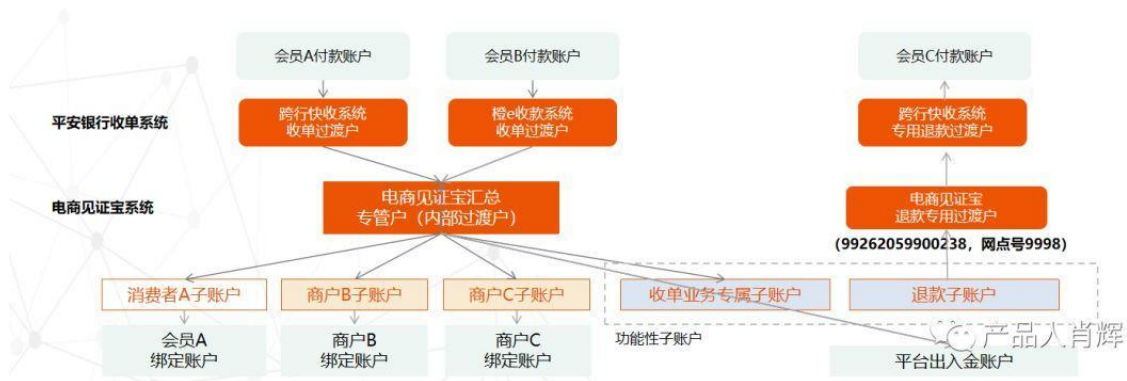 会员A付款账户
会员B付款账户
会员C付款账户
平安银行收单系统
跨行快收系统
收单过渡户
橙e收款系统
收单过渡户
跨行快收系统
专用退款过渡户
电商见证宝系统
电商见证宝汇总
专管户（内部过渡户）
电商见证宝
退款专用过渡户
（99262059900238，网点号9998）
消费者A子账户
商户B子账户
商户C子账户
收单业务专属子账户
退款子账户
会员A
绑定账户
商户B
绑定账户
商户C
绑定账户
功能性子账户
平台出入金账户
产品人肖辉